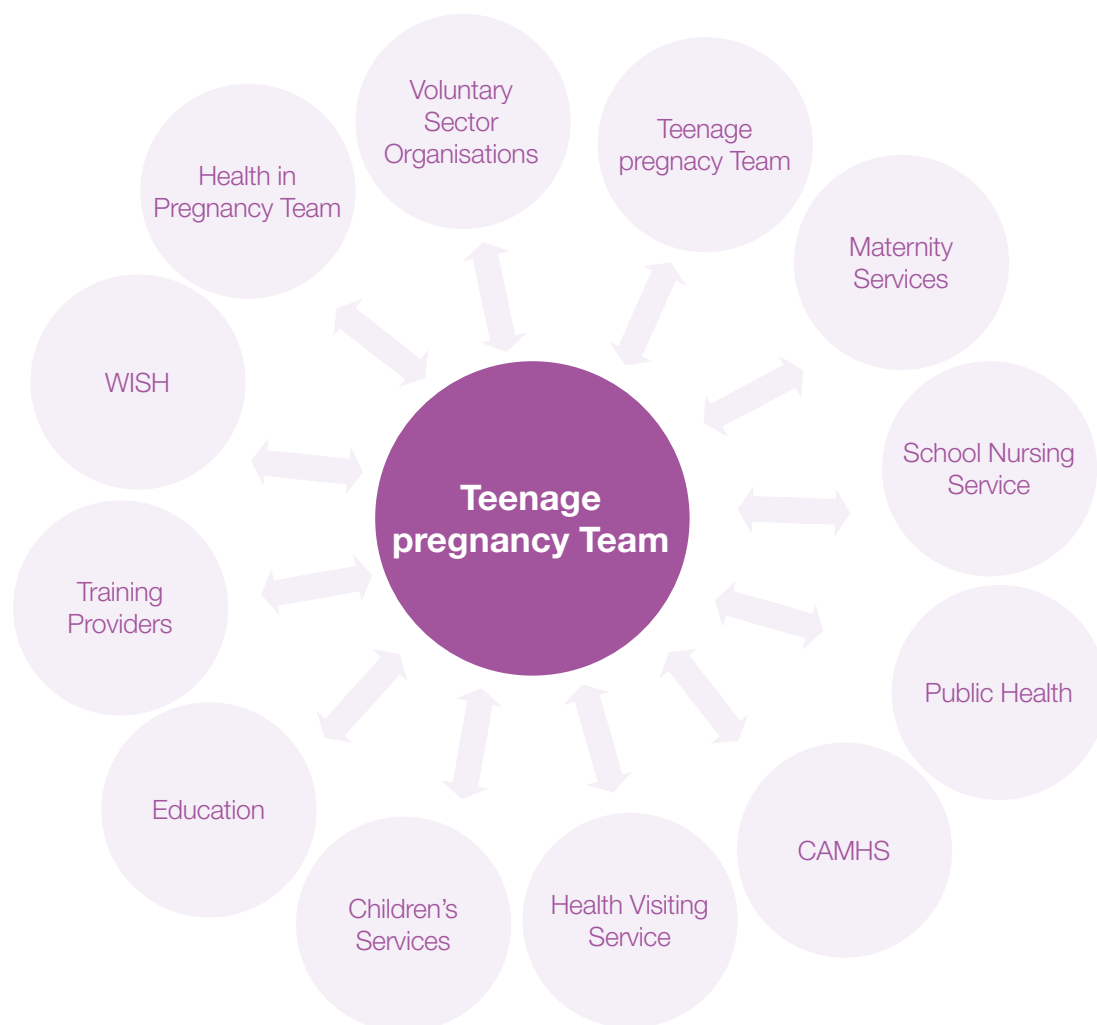 Voluntary
Sector
Organisations
Teenage
pregnacy Team
Maternity
Services
School Nursing
Service
Public Health
CAMHS
Health Visiting
Service
Children’s
Services
Education
Training
Providers
WISH
Health in
Pregnancy Team
Teenage
pregnancy Team